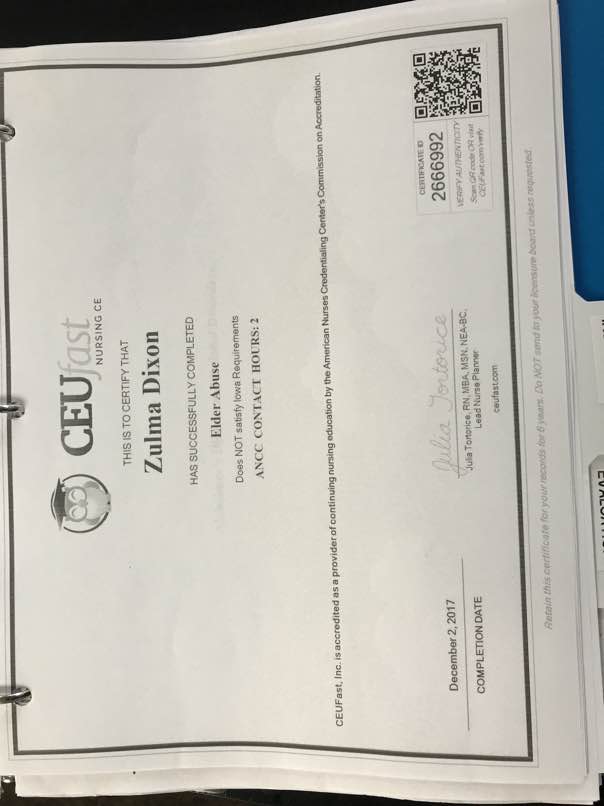 CEUfast
NURSING CE
THIS IS TO CERTIFY THAT
Zulma Dixon
HAS SUCCESSFULLY COMPLETED
Elder Abuse
Does NOT satisfy Iowa Requirements
ANCC CONTACT HOURS: 2
CEUFast, Inc. is accredited as a provider of continuing nursing education by the American Nurses Credentialing Center's Commission on Accreditation.
December 2, 2017
COMPLETION DATE
Julia Tortorice
Julia Tortorice, RN, MBA, MSN, NEA-BC,
Lead Nurse Planner
ceufast.com
CERTIFICATE ID
2666992
VERIFY AUTHENTICITY
Scan QR code OR visit
CEUFast.com/verify
Retain this certificate for your records for 6 years. Do NOT send to your licensure board unless requested.